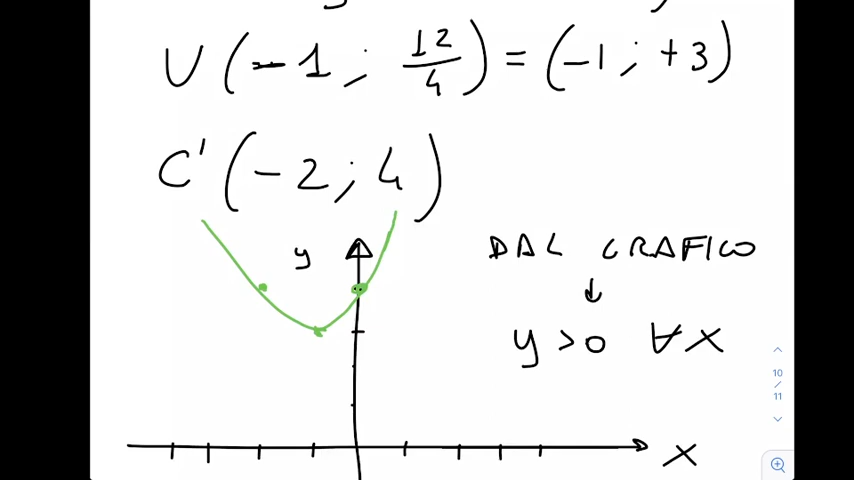 V (-1 ; 12/4) = (-1 ; +3)
C' (-2 ; 4)
y
DAL GRAFICO
↓
y > 0 ∀x
x
10
/
11